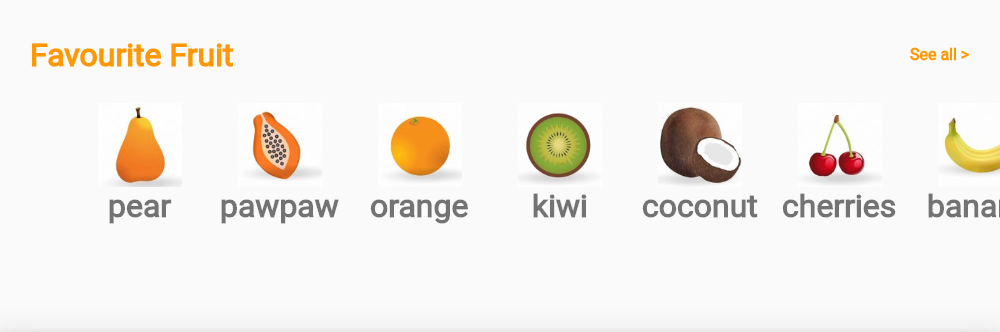 Favourite Fruit
See all >
pear pawpaw orange kiwi coconut cherries